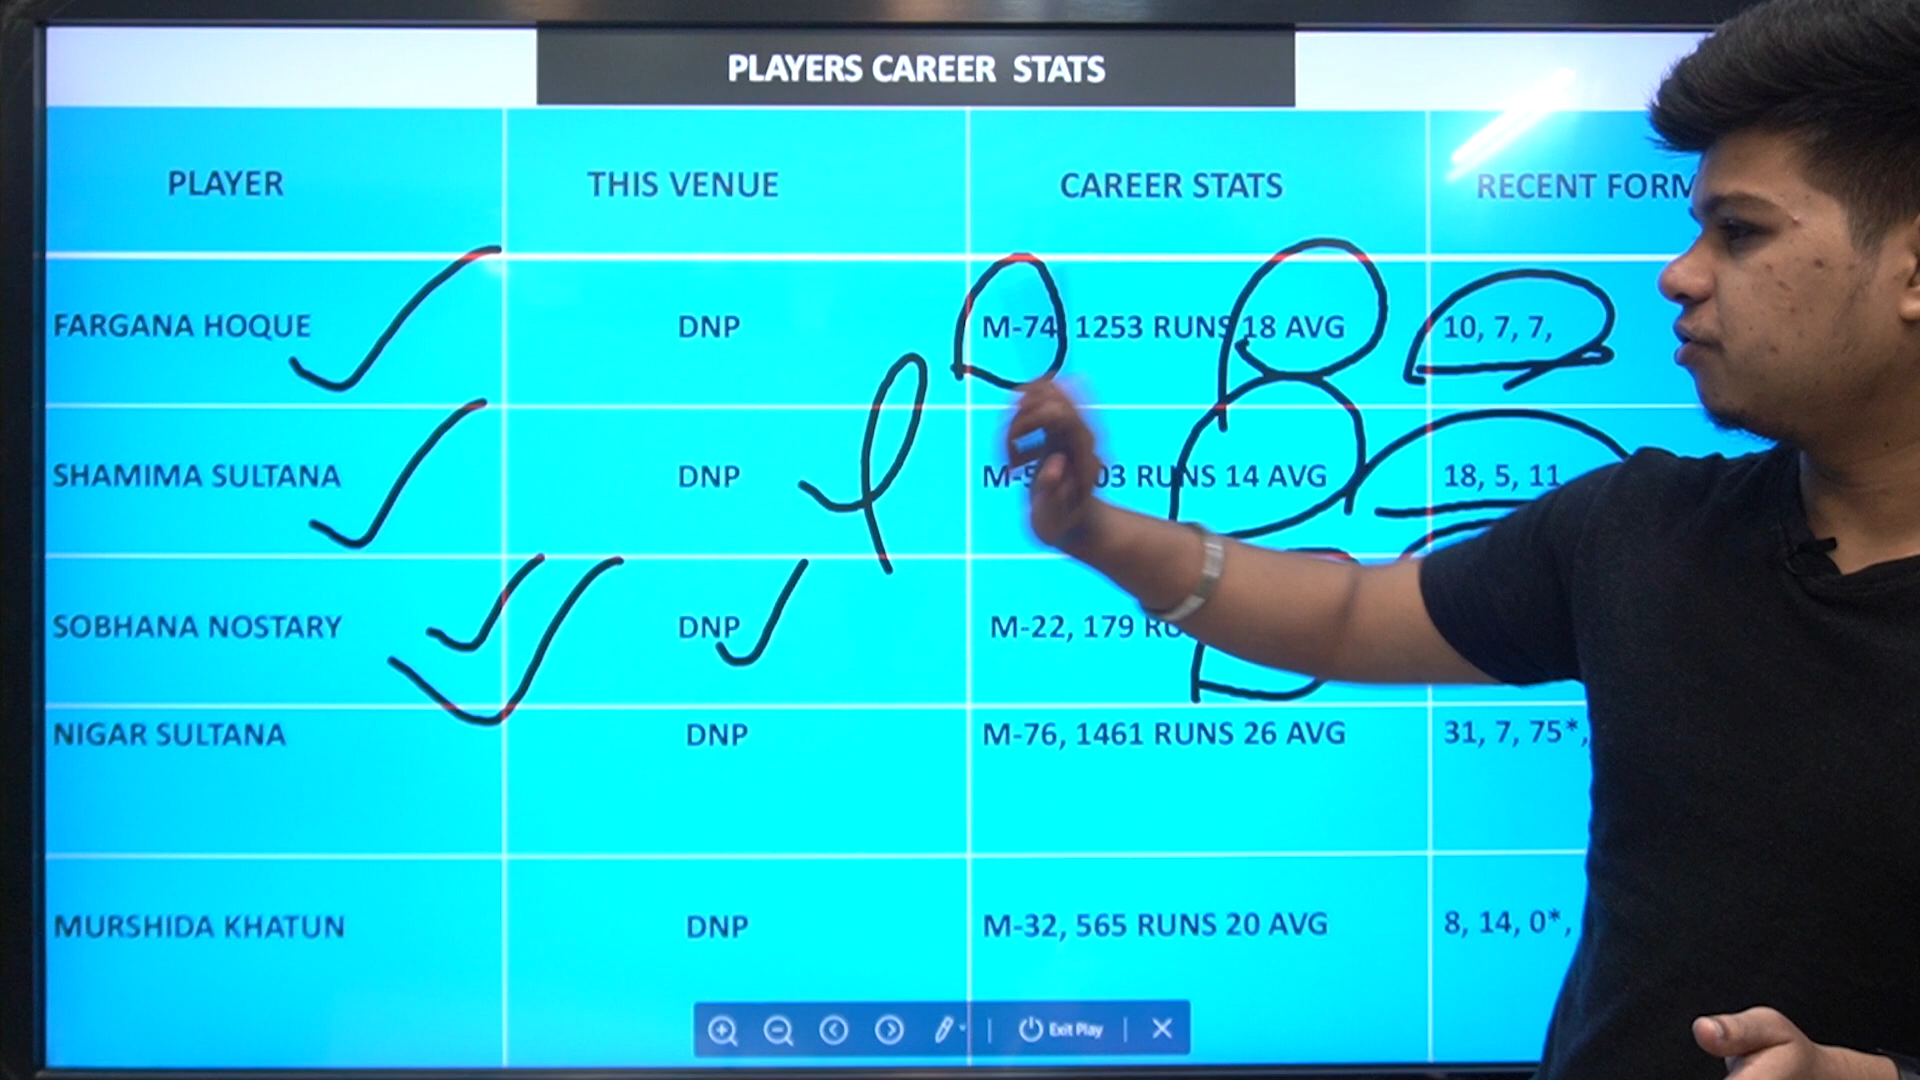 PLAYERS CAREER STATS
PLAYER THIS VENUE CAREER STATS RECENT FORM
FARGANA HOQUE DNP M-74, 1253 RUNS 18 AVG 10, 7, 7,
SHAMIMA SULTANA DNP RUNS 14 AVG 18, 5, 11
SOBHANA NOSTARY DNP M-22, 179
NIGAR SULTANA DNP M-76, 1461 RUNS 26 AVG 31, 7, 75*,
MURSHIDA KHATUN DNP M-32, 565 RUNS 20 AVG 8, 14, 0*,
Exit Play